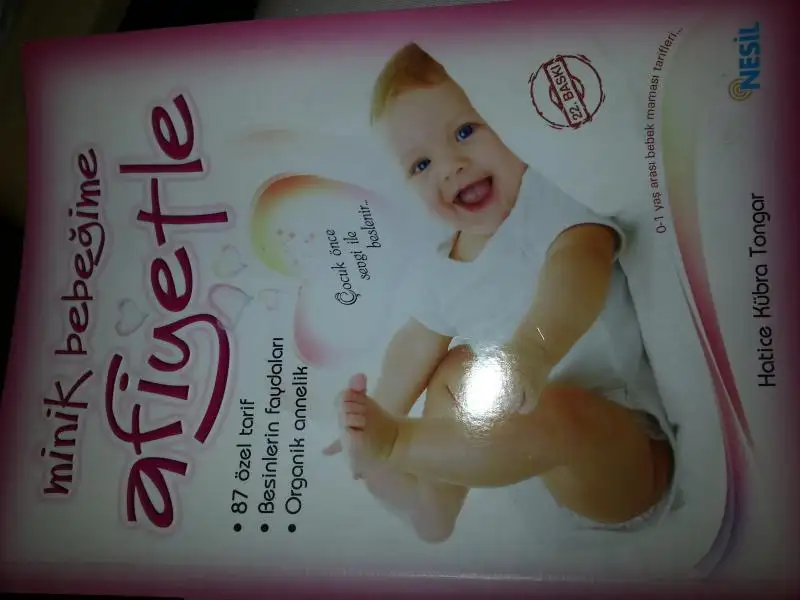 minik bebeğime
afiyetle
• 87 özel tarif
• Besinlerin faydaları
• Organik annelik
Çocuk önce
sevgi ile
beslenir..
22. BASKI
0-1 yaş arası bebek maması tarifleri...
NESİL
Hatice Kübra Tongar